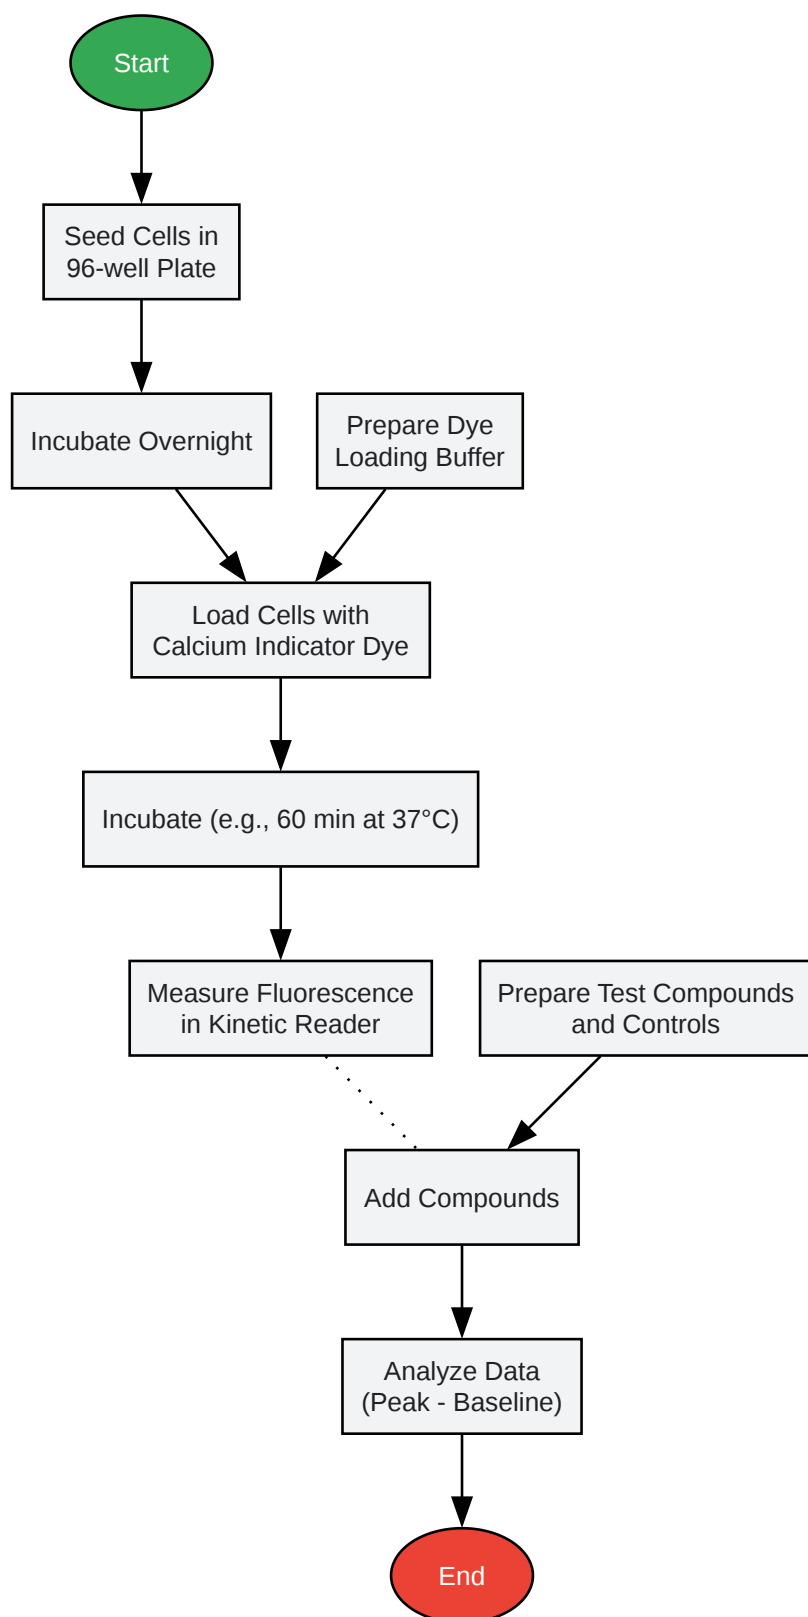 Start
Seed Cells in
96-well Plate
Incubate Overnight
Prepare Dye
Loading Buffer
Load Cells with
Calcium Indicator Dye
Incubate (e.g., 60 min at 37°C)
Measure Fluorescence
in Kinetic Reader
Prepare Test Compounds
and Controls
Add Compounds
Analyze Data
(Peak - Baseline)
End